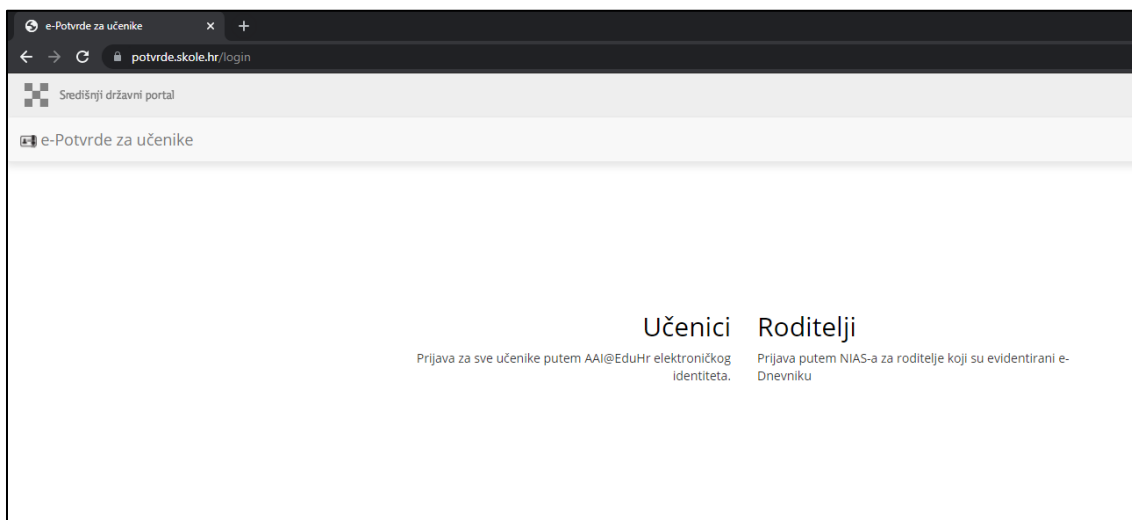 e-Potvrde za učenike
potvrde.skole.hr/login
Središnji državni portal
e-Potvrde za učenike
Učenici
Prijava za sve učenike putem AAI@EduHr elektroničkog
identiteta.
Roditelji
Prijava putem NIAS-a za roditelje koji su evidentirani e-
Dnevniku